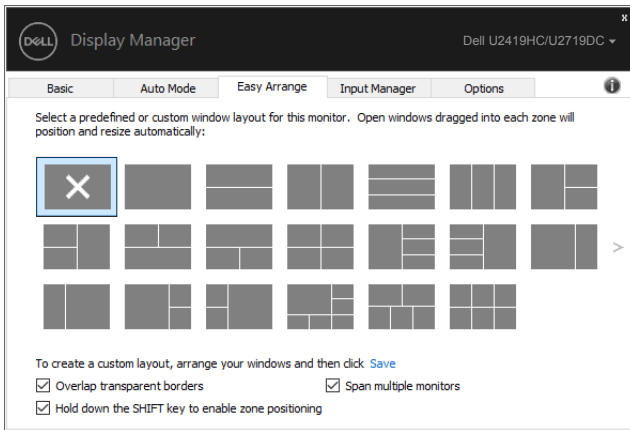 x
DELL Display Manager Dell U2419HC/U2719DC
Basic Auto Mode Easy Arrange Input Manager Options i
Select a predefined or custom window layout for this monitor. Open windows dragged into each zone will
position and resize automatically:
>
To create a custom layout, arrange your windows and then click Save
Overlap transparent borders Span multiple monitors
Hold down the SHIFT key to enable zone positioning